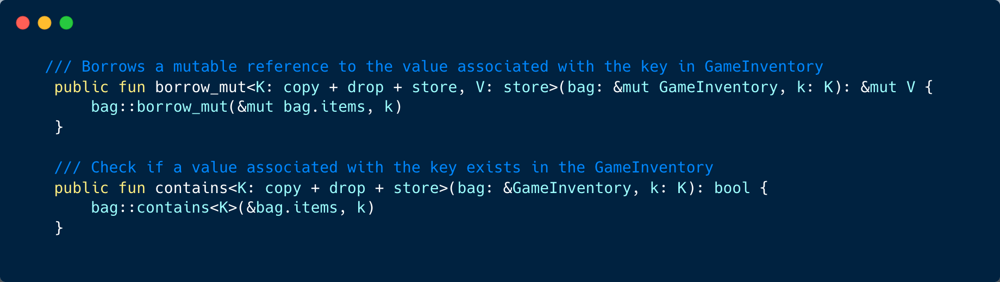 /// Borrows a mutable reference to the value associated with the key in GameInventory
public fun borrow_mut<K: copy + drop + store, V: store>(bag: &mut GameInventory, k: K): &mut V {
bag::borrow_mut(&mut bag.items, k)
}
/// Check if a value associated with the key exists in the GameInventory
public fun contains<K: copy + drop + store>(bag: &GameInventory, k: K): bool {
bag::contains<K>(&bag.items, k)
}